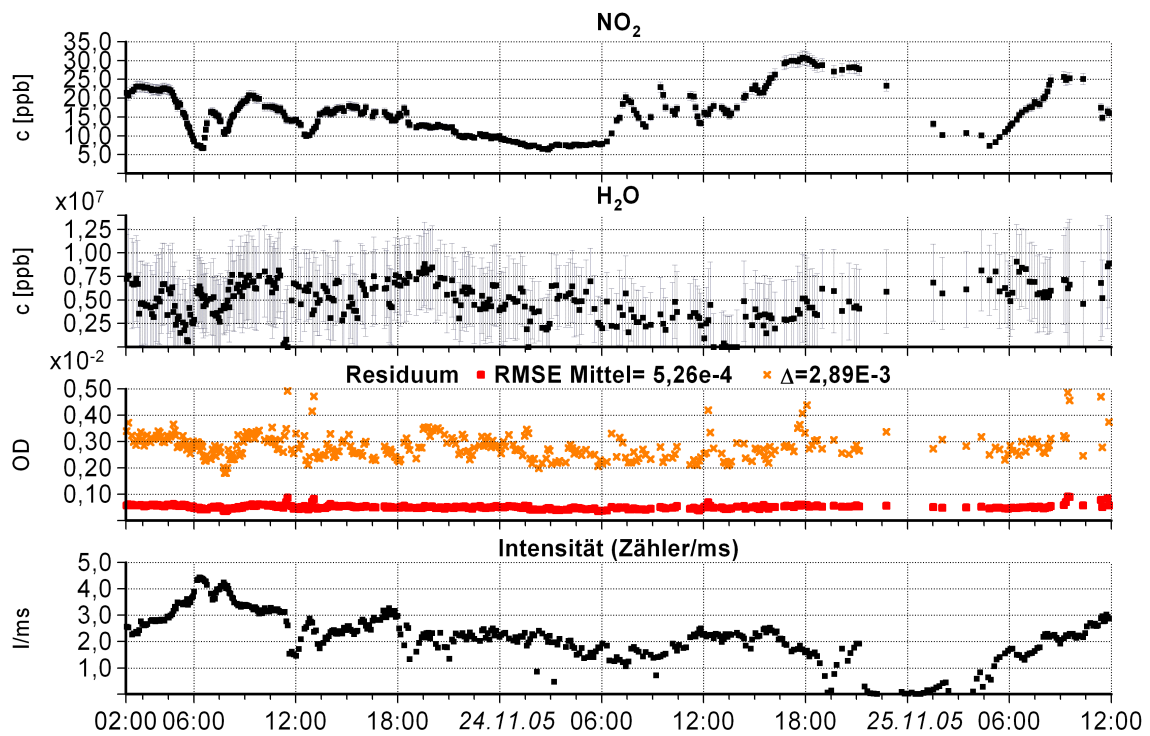 NO₂
c [ppb]
35,0
30,0
25,0
20,0
15,0
10,0
5,0
H₂O
x10⁷
c [ppb]
1,25
1,00
0,75
0,50
0,25
x10⁻²
Residuum RMSE Mittel= 5,26e-4 Δ=2,89E-3
OD
0,50
0,40
0,30
0,20
0,10
Intensität (Zähler/ms)
I/ms
5,0
4,0
3,0
2,0
1,0
02:00 06:00 12:00 18:00 24.11.05 06:00 12:00 18:00 25.11.05 06:00 12:00